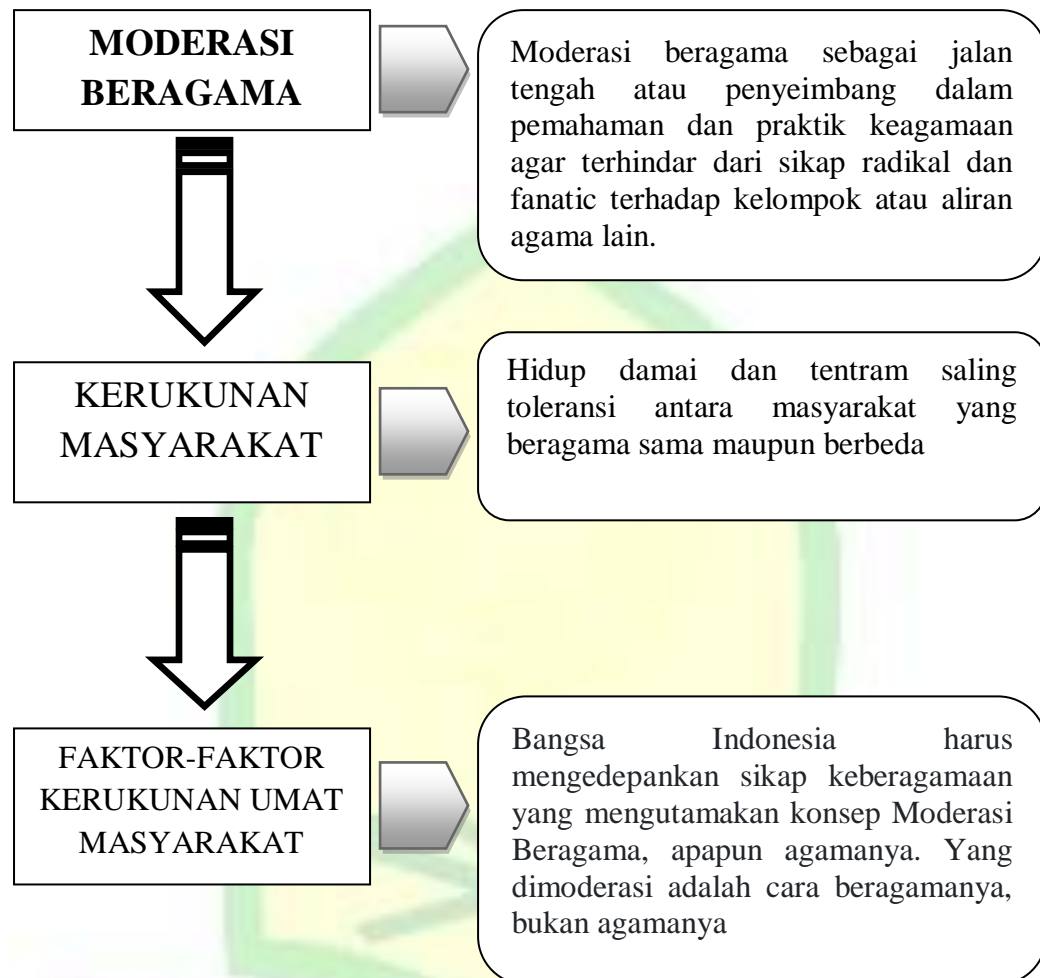 MODERASI
BERAGAMA
Moderasi beragama sebagai jalan
tengah atau penyeimbang dalam
pemahaman dan praktik keagamaan
agar terhindar dari sikap radikal dan
fanatic terhadap kelompok atau aliran
agama lain.
KERUKUNAN
MASYARAKAT
Hidup damai dan tentram saling
toleransi antara masyarakat yang
beragama sama maupun berbeda
FAKTOR-FAKTOR
KERUKUNAN UMAT
MASYARAKAT
Bangsa Indonesia harus
mengedepankan sikap keberagamaan
yang mengutamakan konsep Moderasi
Beragama, apapun agamanya. Yang
dimoderasi adalah cara beragamanya,
bukan agamanya